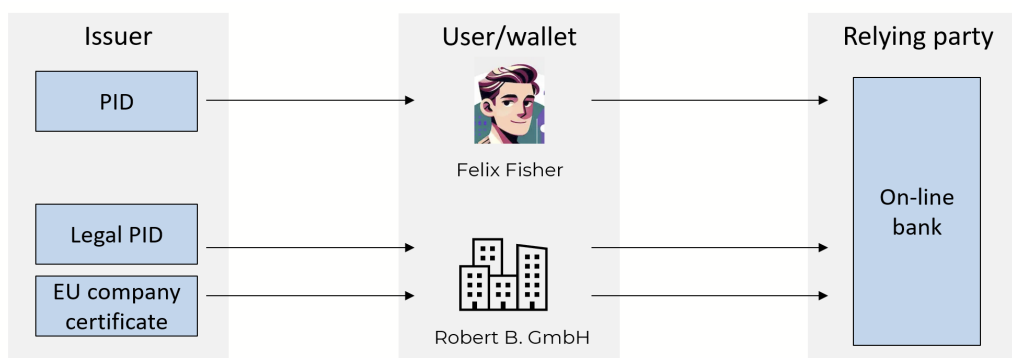 Issuer
User/wallet
Relying party
PID
Felix Fisher
Legal PID
On-line
bank
EU company
certificate
Robert B. GmbH